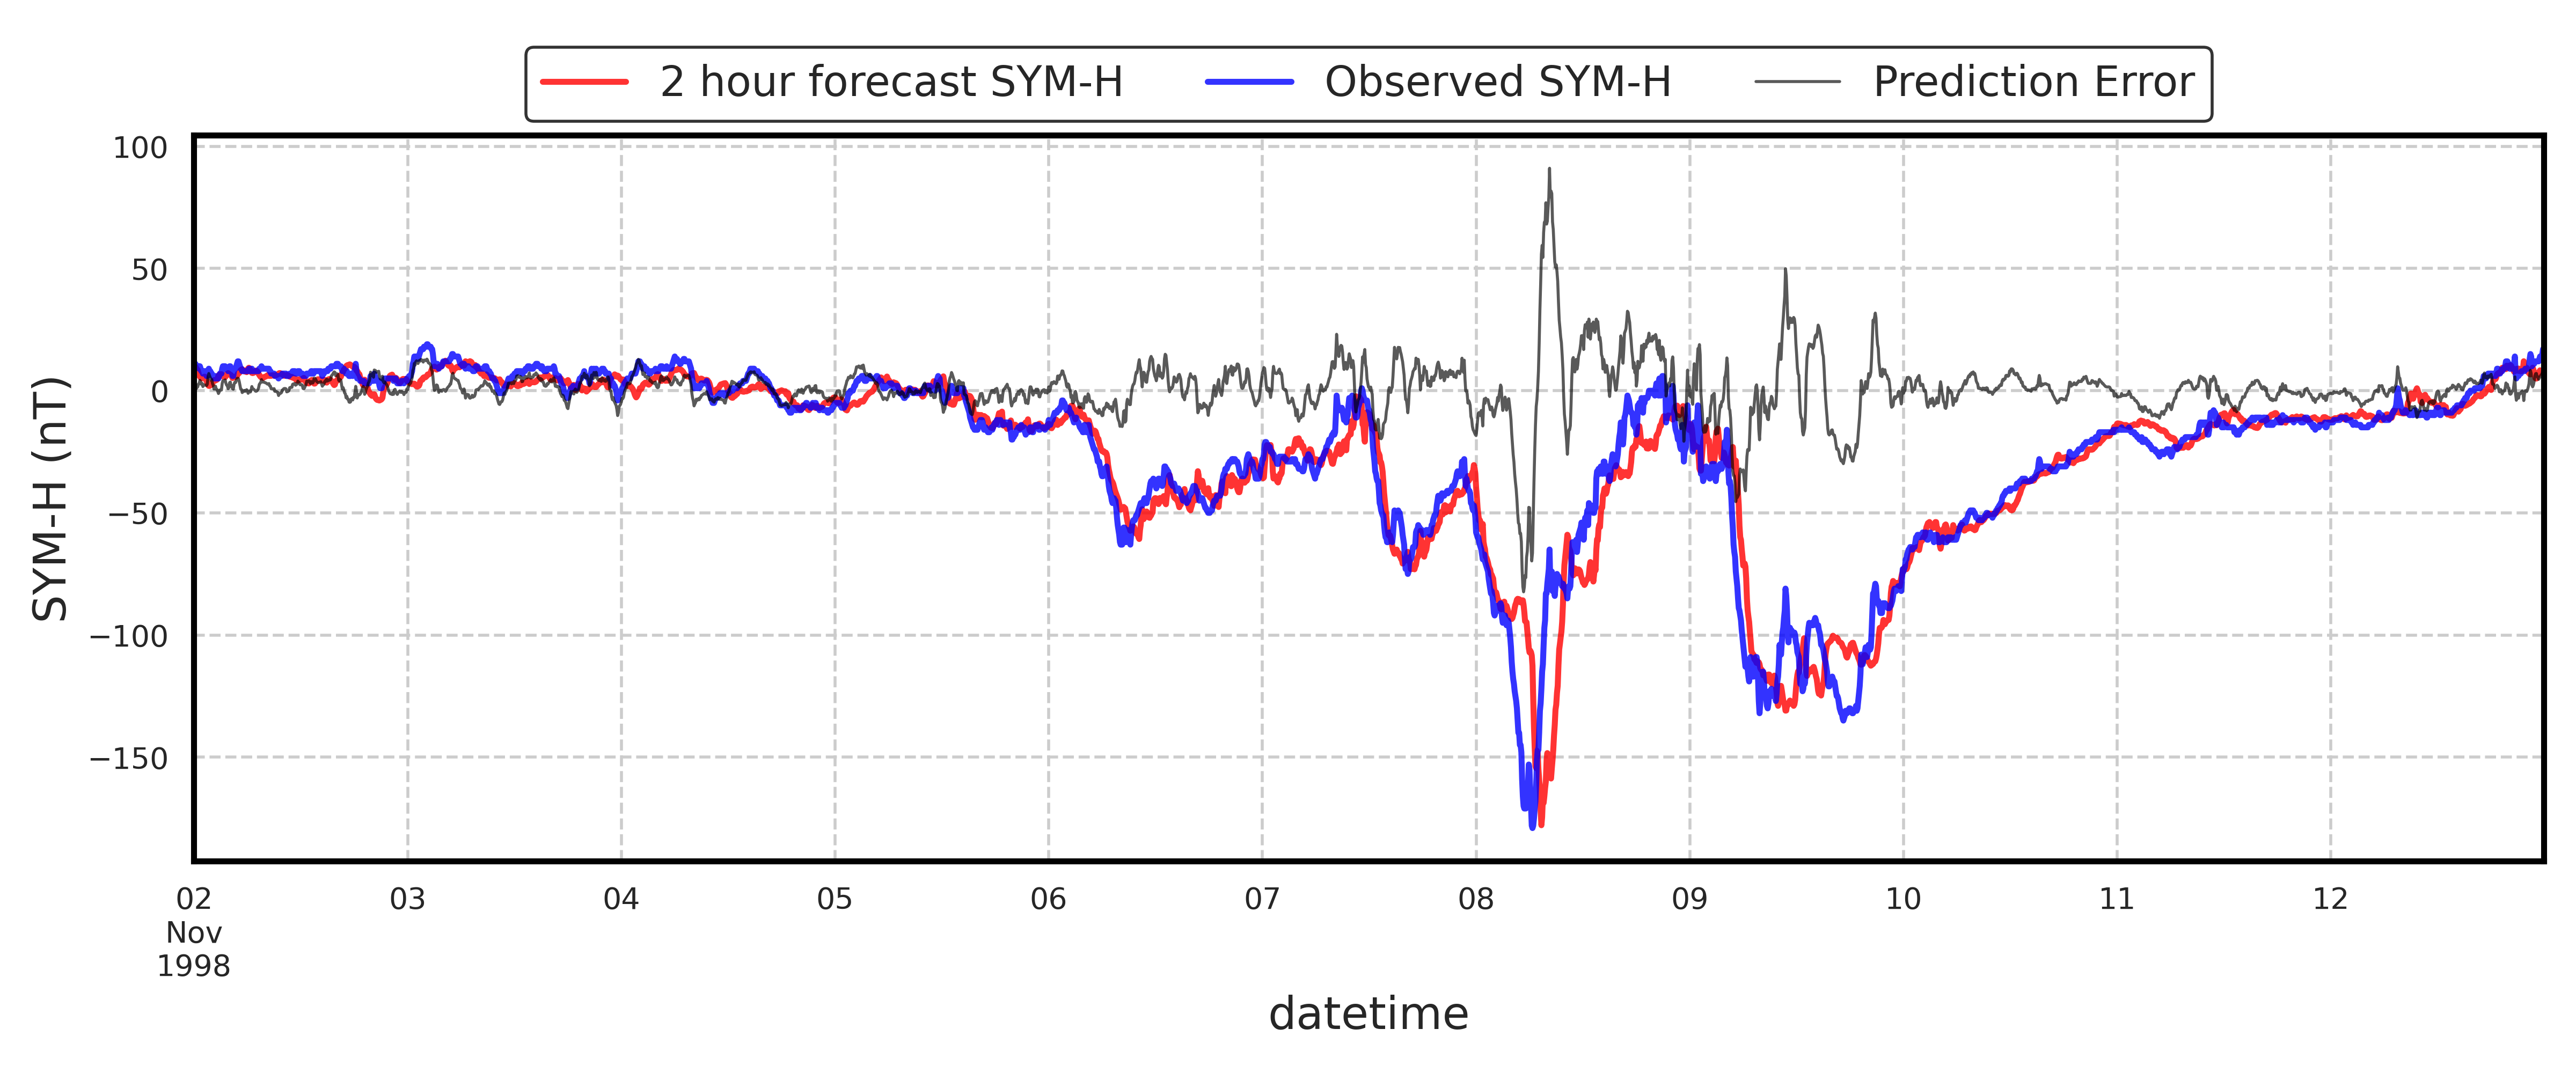 2 hour forecast SYM-H Observed SYM-H Prediction Error
SYM-H (nT)
100
50
0
−50
−100
−150
02 03 04 05 06 07 08 09 10 11 12
Nov
1998
datetime